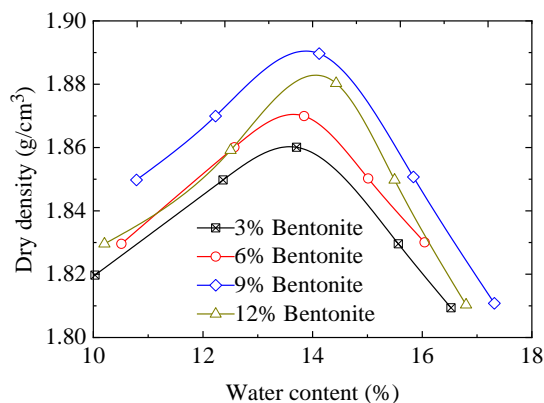 1.90
1.88
1.86
1.84
1.82
1.80
Dry density (g/cm³)
3% Bentonite
6% Bentonite
9% Bentonite
12% Bentonite
10 12 14 16 18
Water content (%)